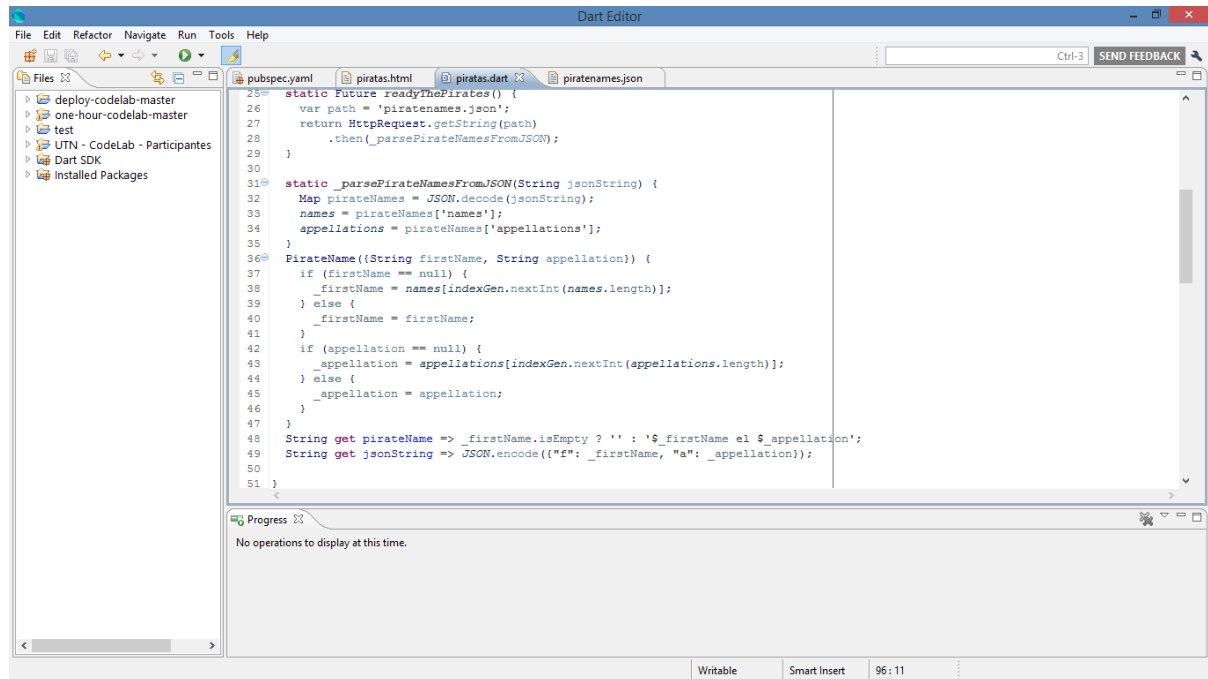 Dart Editor
File Edit Refactor Navigate Run Tools Help
Ctrl-3 SEND FEEDBACK
Files
pubspec.yaml piratas.html piratas.dart piratenames.json
deploy-codelab-master
one-hour-codelab-master
test
UTN - CodeLab - Participantes
Dart SDK
Installed Packages
25 static Future readyThePirates() {
26 var path = 'piratenames.json';
27 return HttpRequest.getString(path)
28 .then(_parsePirateNamesFromJSON);
29 }
30
31 static _parsePirateNamesFromJSON(String jsonString) {
32 Map pirateNames = JSON.decode(jsonString);
33 names = pirateNames['names'];
34 appellations = pirateNames['appellations'];
35 }
36 PirateName({String firstName, String appellation}) {
37 if (firstName == null) {
38 _firstName = names[indexGen.nextInt(names.length)];
39 } else {
40 _firstName = firstName;
41 }
42 if (appellation == null) {
43 _appellation = appellations[indexGen.nextInt(appellations.length)];
44 } else {
45 _appellation = appellation;
46 }
47 }
48 String get pirateName => _firstName.isEmpty ? '' : '$_firstName el $_appellation';
49 String get jsonString => JSON.encode({"f": _firstName, "a": _appellation});
50
51 }
Progress
No operations to display at this time.
Writable Smart Insert 96 : 11